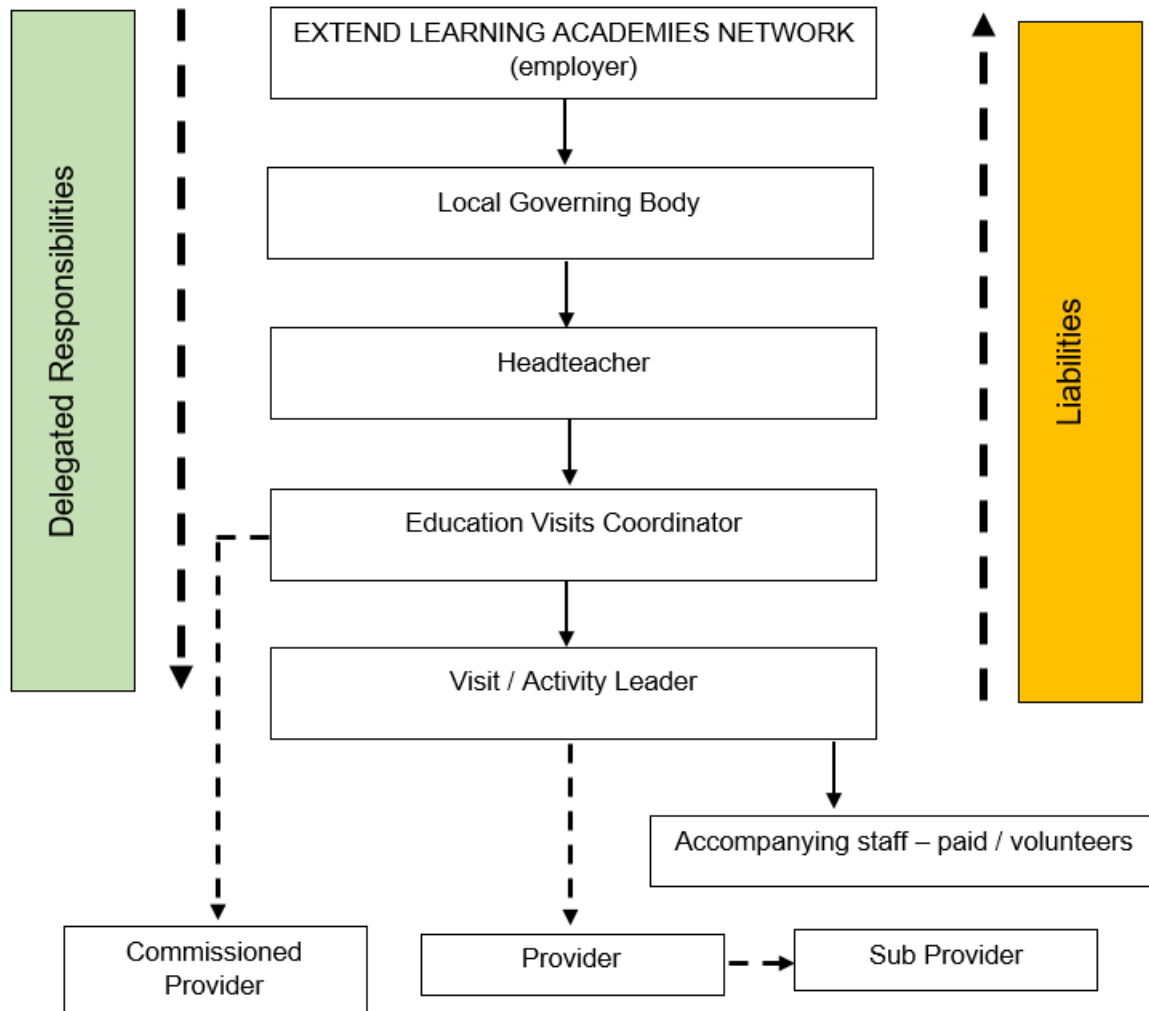 EXTEND LEARNING ACADEMIES NETWORK
(employer)
Delegated Responsibilities
Liabilities
Local Governing Body
Headteacher
Education Visits Coordinator
Visit / Activity Leader
Accompanying staff – paid / volunteers
Commissioned
Provider
Provider
Sub Provider